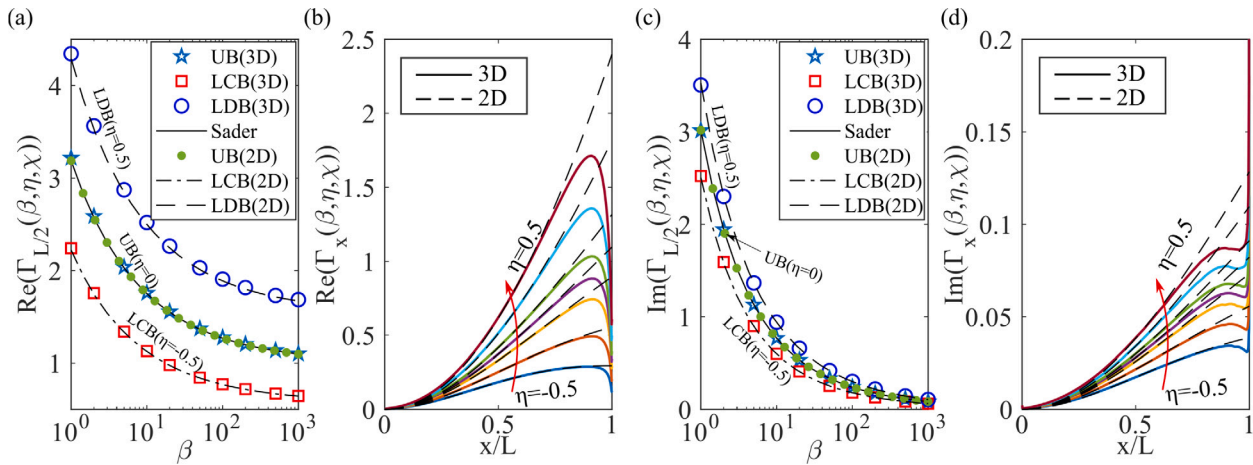 (a)
Re(Γ_{L/2}(β,η,χ))
4
3
2
1
10^0
10^1
10^2
10^3
β
UB(3D)
LCB(3D)
LDB(3D)
Sader
UB(2D)
LCB(2D)
LDB(2D)
LDB(η=0.5)
UB(η=0)
LCB(η=-0.5)
(b)
Re(Γ_x(β,η,χ))
2.5
2
1.5
1
0.5
0
0
0.5
1
x/L
3D
2D
η=0.5
η=-0.5
(c)
Im(Γ_{L/2}(β,η,χ))
4
3
2
1
0
10^0
10^1
10^2
10^3
β
UB(3D)
LCB(3D)
LDB(3D)
Sader
UB(2D)
LCB(2D)
LDB(2D)
LDB(η=0.5)
UB(η=0)
LCB(η=-0.5)
(d)
Im(Γ_x(β,η,χ))
0.2
0.15
0.1
0.05
0
0
0.5
1
x/L
3D
2D
η=0.5
η=-0.5